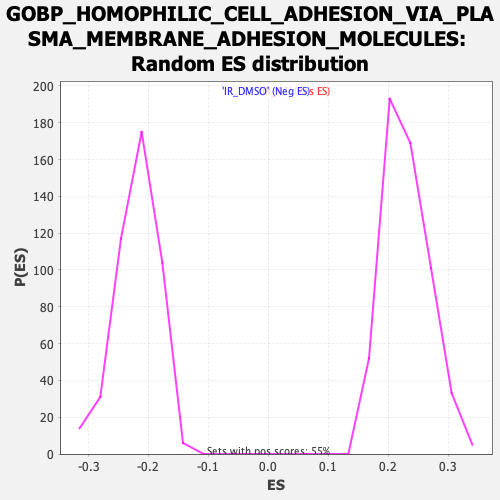 GOBP_HOMOPHILIC_CELL_ADHESION_VIA_PLA
SMA_MEMBRANE_ADHESION_MOLECULES:
Random ES distribution
'IR_DMSO' (Neg ES)s ES)
200
180
160
140
120
100
80
60
40
20
0
P(ES)
Sets with pos scores: 55%
-0.3 -0.2 -0.1 0.0 0.1 0.2 0.3
ES